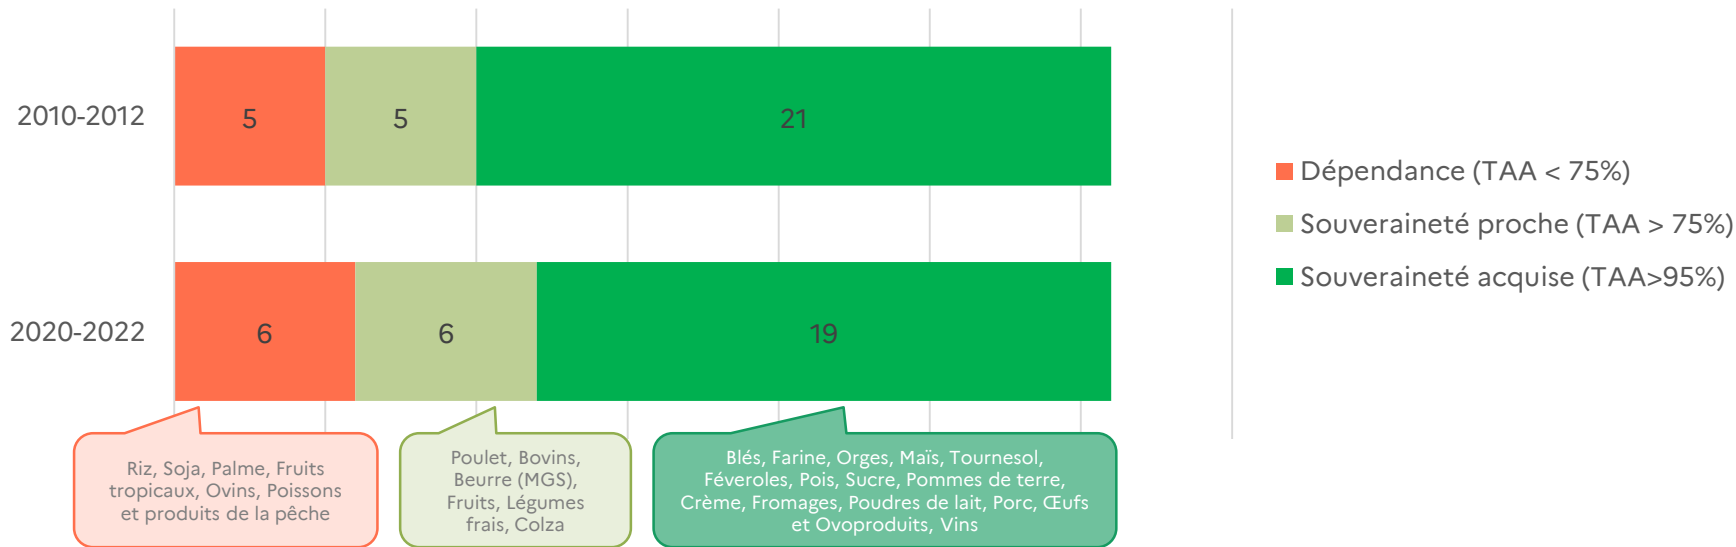 2010-2012
5
5
21
2020-2022
6
6
19
Dépendance (TAA < 75%)
Souveraineté proche (TAA > 75%)
Souveraineté acquise (TAA>95%)
Riz, Soja, Palme, Fruits
tropicaux, Ovins, Poissons
et produits de la pêche
Poulet, Bovins,
Beurre (MGS),
Fruits, Légumes
frais, Colza
Blés, Farine, Orges, Maïs, Tournesol,
Féveroles, Pois, Sucre, Pommes de terre,
Crème, Fromages, Poudres de lait, Porc, Œufs
et Ovoproduits, Vins